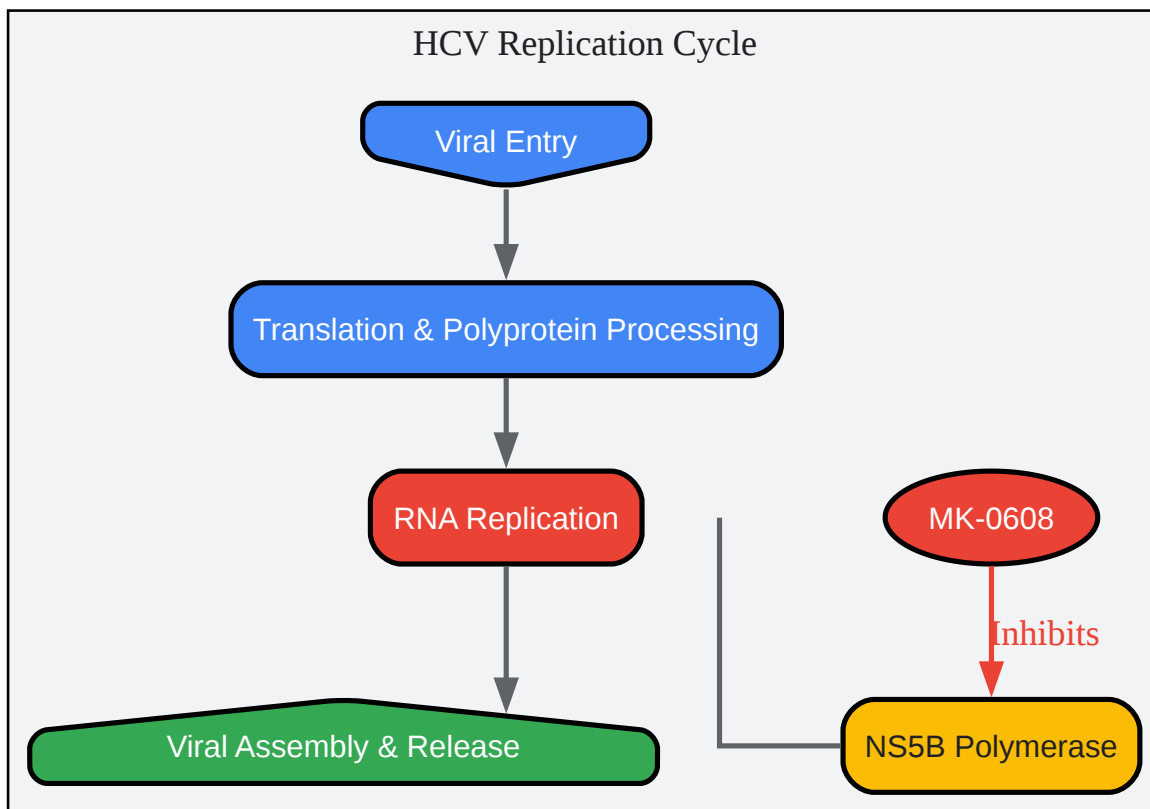 HCV Replication Cycle
Viral Entry
Translation & Polyprotein Processing
RNA Replication
MK-0608
Inhibits
Viral Assembly & Release
NS5B Polymerase